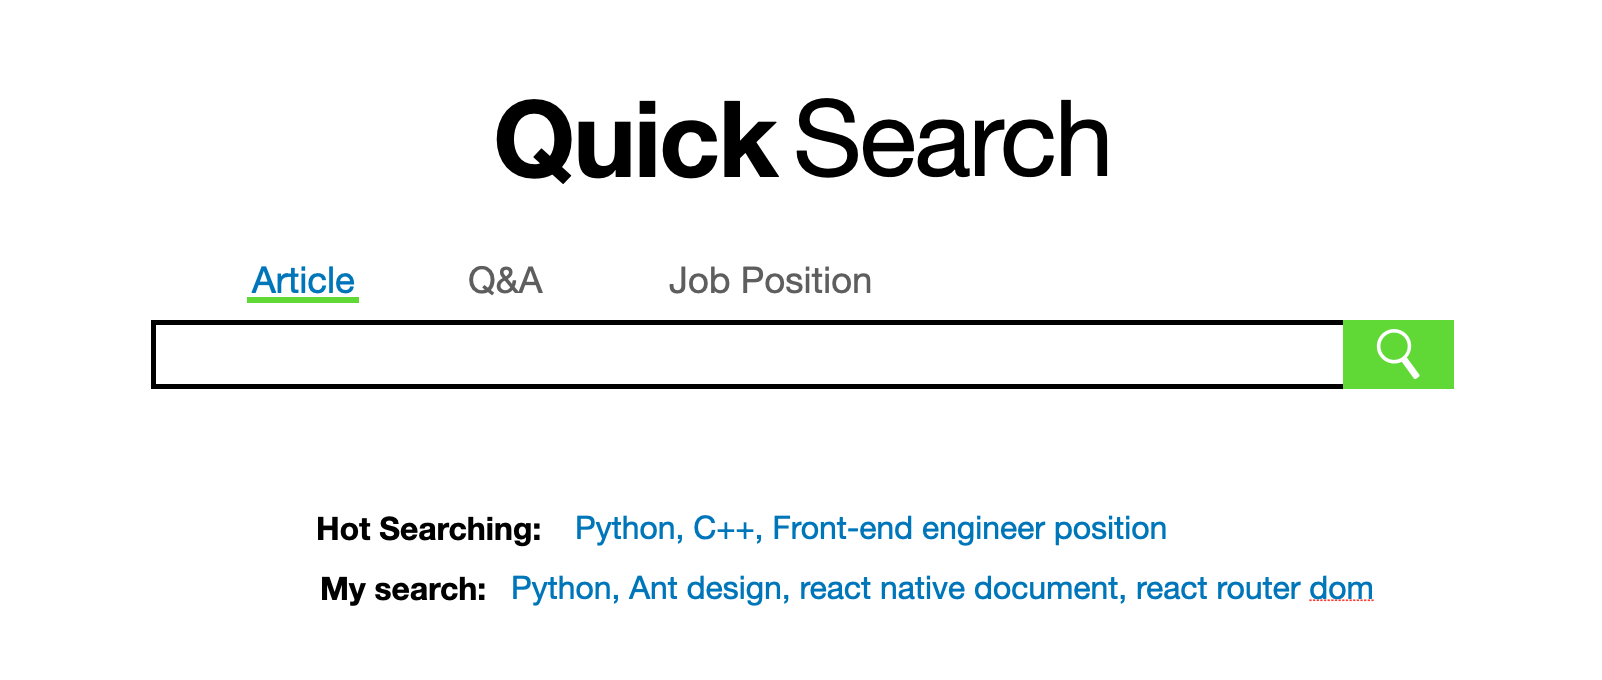 Quick Search
Article Q&A Job Position
Hot Searching: Python, C++, Front-end engineer position
My search: Python, Ant design, react native document, react router dom